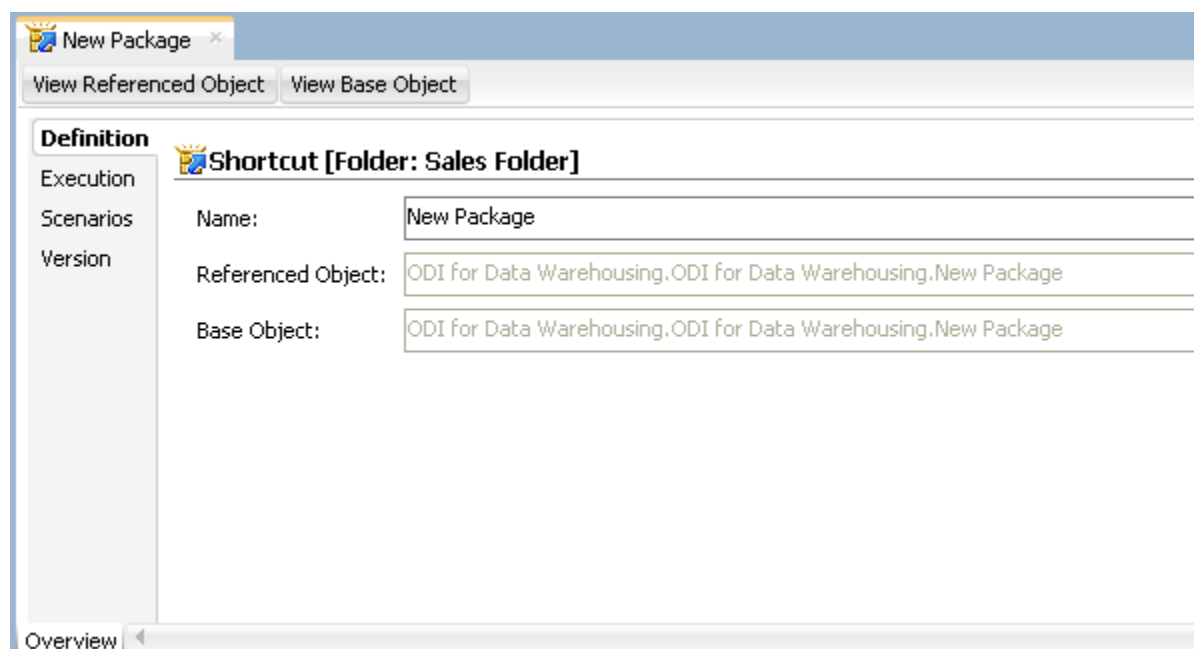 New Package
View Referenced Object View Base Object
Definition
Shortcut [Folder: Sales Folder]
Execution
Scenarios
Version
Name: New Package
Referenced Object: ODI for Data Warehousing.ODI for Data Warehousing.New Package
Base Object: ODI for Data Warehousing.ODI for Data Warehousing.New Package
Overview